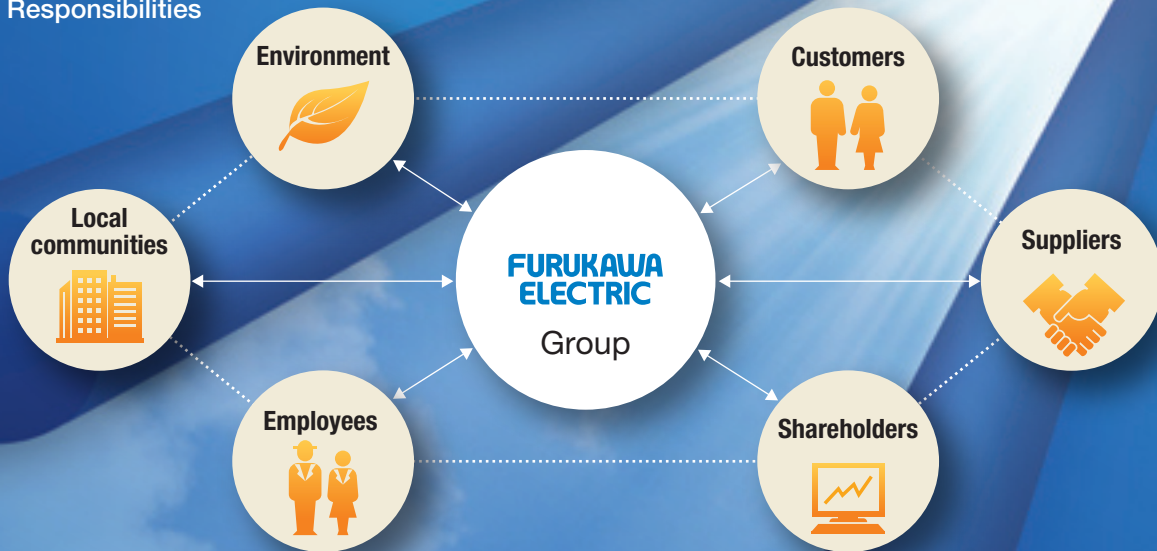 Responsibilities
Environment
Customers
Local
communities
Suppliers
FURUKAWA
ELECTRIC
Group
Employees
Shareholders